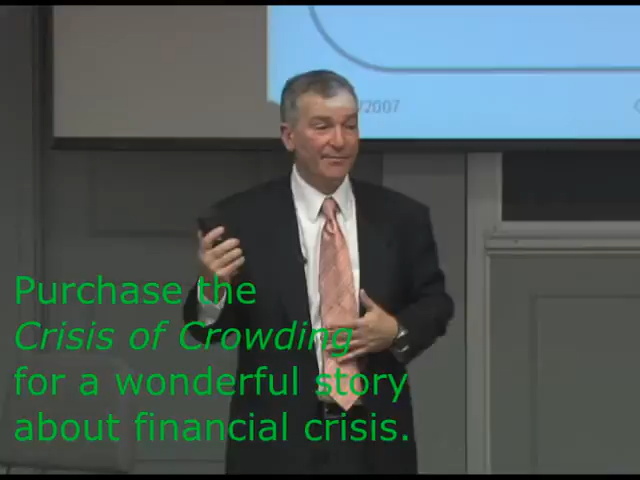 /2007
Purchase the
Crisis of Crowding
for a wonderful story
about financial crisis.